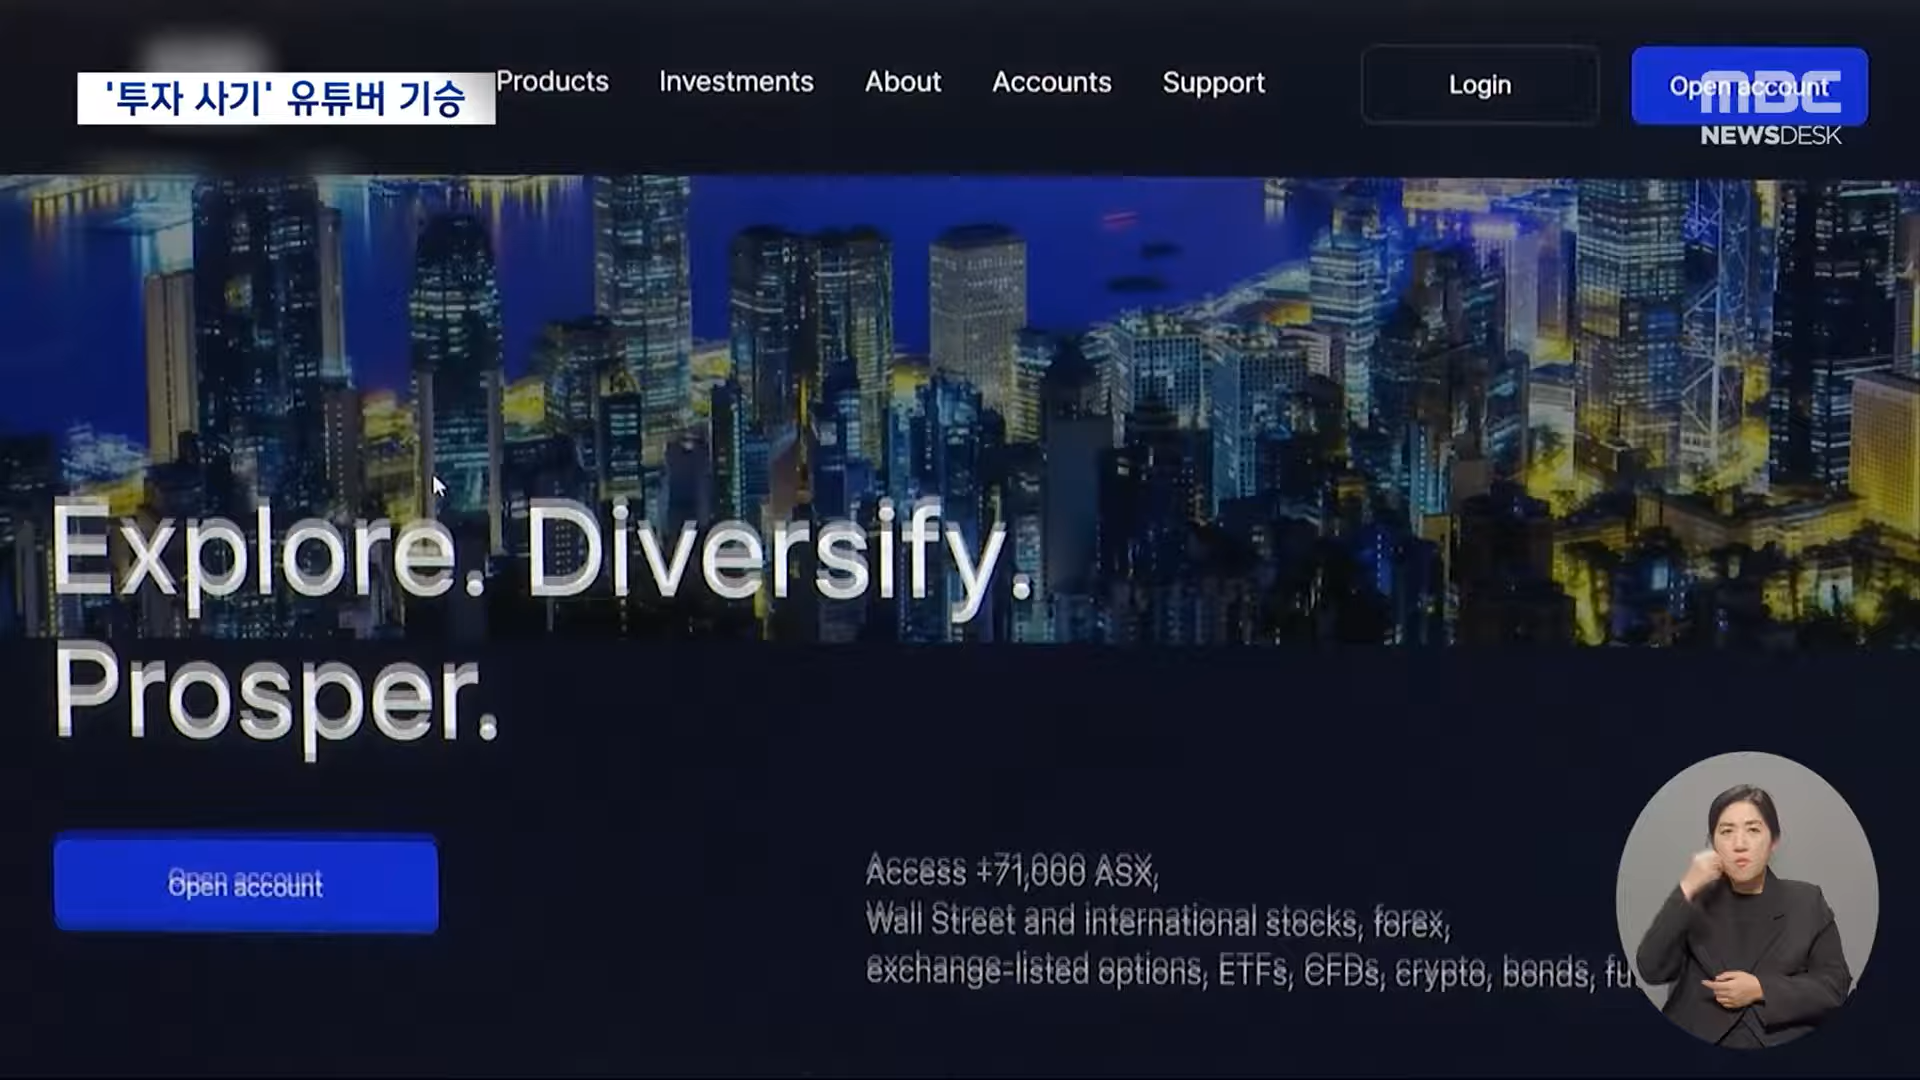 '투자 사기' 유튜버 기승
Products Investments About Accounts Support Login Open account
MBC
NEWSDESK
Explore. Diversify.
Prosper.
Open account
Access +71,000 ASX,
Wall Street and international stocks, forex,
exchange-listed options, ETFs, CFDs, crypto, bonds,